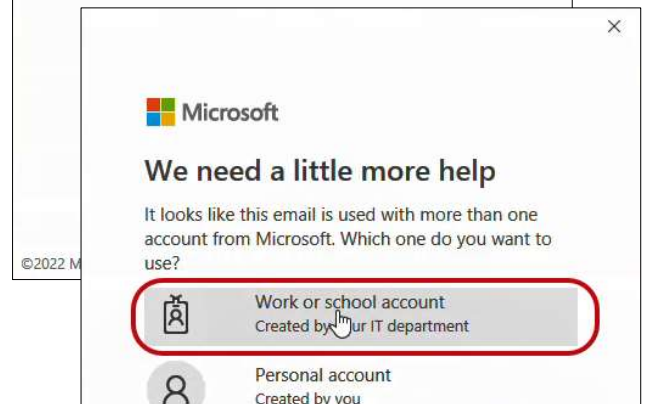 Microsoft
We need a little more help
It looks like this email is used with more than one
account from Microsoft. Which one do you want to
use?
©2022 M
Work or school account
Created by ur IT department
Personal account
Created by you